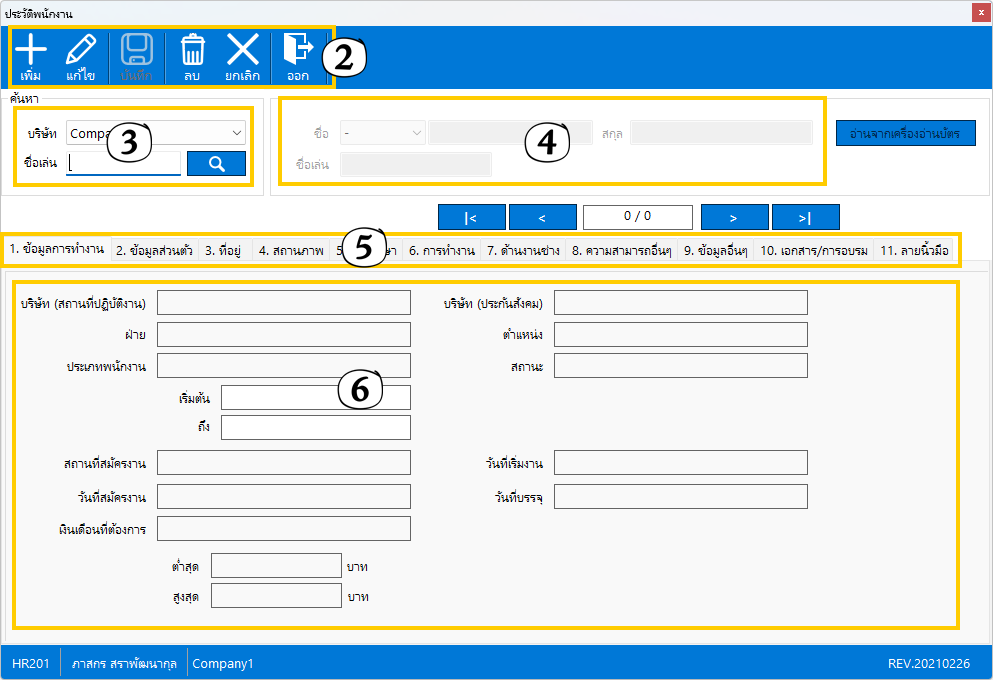 ประวัติพนักงาน x
เพิ่ม แก้ไข บันทึก ลบ ยกเลิก ออก 2
ค้นหา
บริษัท Compa 3
ชื่อเล่น
ชื่อ - 4 สกุล
ชื่อเล่น
อ่านจากเครื่องอ่านบัตร
|< < 0 / 0 > >|
1. ข้อมูลการทำงาน 2. ข้อมูลส่วนตัว 3. ที่อยู่ 4. สถานภาพ 5 6. การทำงาน 7. ด้านงานช่าง 8. ความสามารถอื่นๆ 9. ข้อมูลอื่นๆ 10. เอกสาร/การอบรม 11. ลายนิ้วมือ
บริษัท (สถานที่ปฏิบัติงาน) บริษัท (ประกันสังคม)
ฝ่าย ตำแหน่ง
ประเภทพนักงาน สถานะ
เริ่มต้น 6
ถึง
สถานที่สมัครงาน วันที่เริ่มงาน
วันที่สมัครงาน วันที่บรรจุ
เงินเดือนที่ต้องการ
ต่ำสุด บาท
สูงสุด บาท
HR201 ภาสกร สราพัฒนากุล Company1 REV.20210226